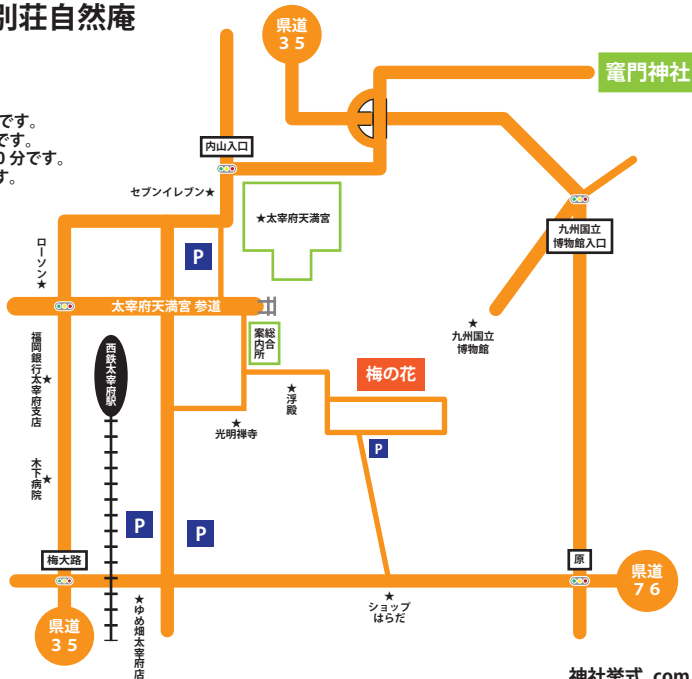 別荘自然庵
県道
３５
竈門神社
です。
です。
0 分です。
す。
内山入口
セブンイレブン★
★太宰府天満宮
九州国立
博物館入口
ローソン★
P
太宰府天満宮 参道
総合
案内所
★
九州国立
博物館
福岡銀行太宰府支店★
西鉄太宰府駅
梅の花
★浮殿
★
光明禅寺
P
木下病院★
P
P
梅大路
原
県道
７６
★
ショップ
はらだ
★ゆめ畑太宰府店
県道
３５
神社挙式.com